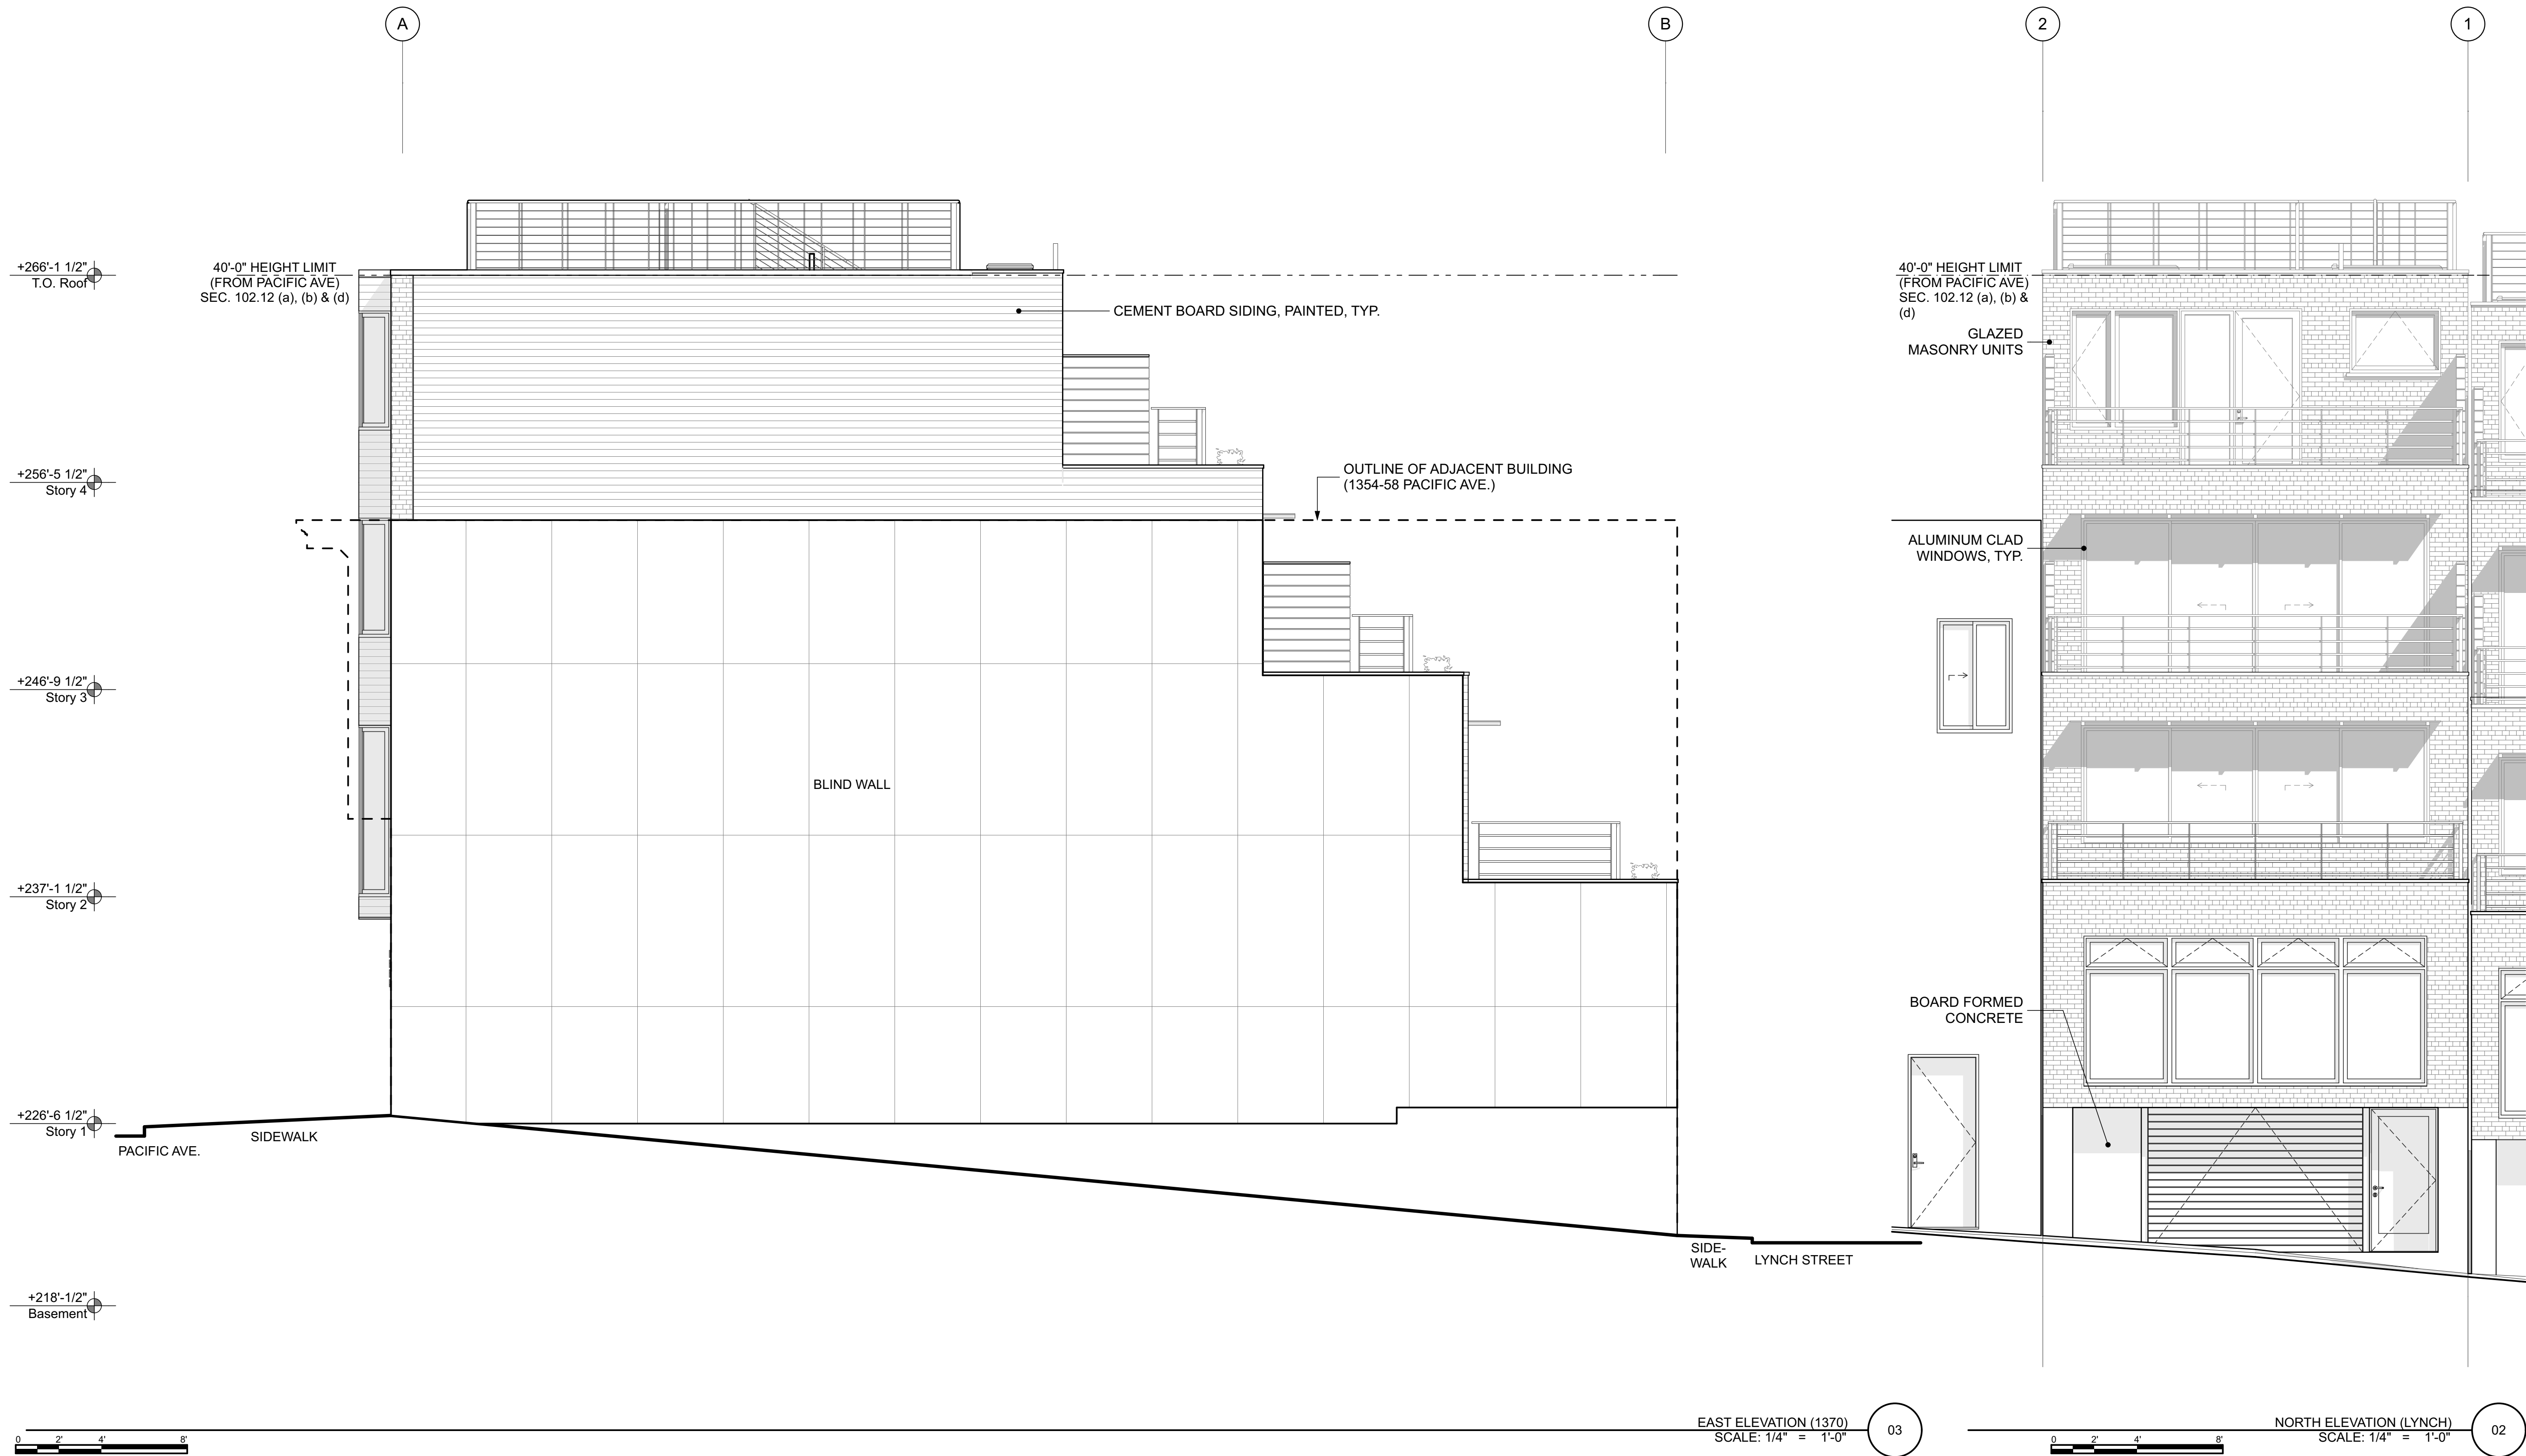 A
B
2
1
+266'-1 1/2"
T.O. Roof
40'-0" HEIGHT LIMIT
(FROM PACIFIC AVE)
SEC. 102.12 (a), (b) & (d)
CEMENT BOARD SIDING, PAINTED, TYP.
40'-0" HEIGHT LIMIT
(FROM PACIFIC AVE)
SEC. 102.12 (a), (b) &
(d)
GLAZED
MASONRY UNITS
+256'-5 1/2"
Story 4
OUTLINE OF ADJACENT BUILDING
(1354-58 PACIFIC AVE.)
ALUMINUM CLAD
WINDOWS, TYP.
+246'-9 1/2"
Story 3
BLIND WALL
+237'-1 1/2"
Story 2
BOARD FORMED
CONCRETE
+226'-6 1/2"
Story 1
PACIFIC AVE.
SIDEWALK
SIDE-
WALK
LYNCH STREET
+218'-1/2"
Basement
0 2' 4' 8'
EAST ELEVATION (1370)
SCALE: 1/4" = 1'-0"
03
0 2' 4' 8'
NORTH ELEVATION (LYNCH)
SCALE: 1/4" = 1'-0"
02